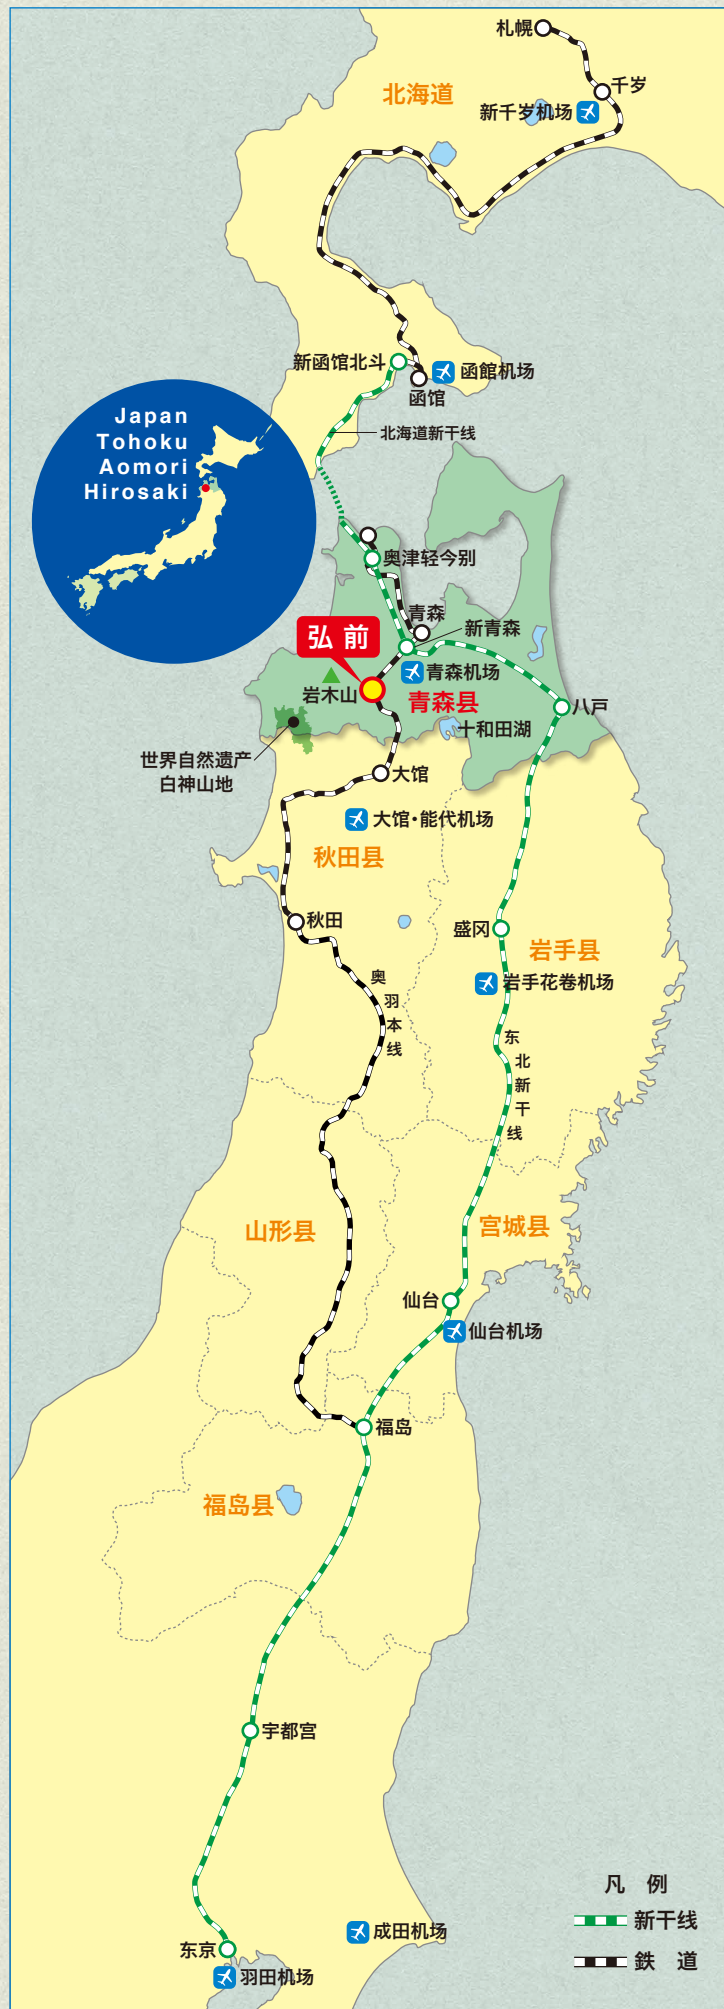 札幌
北海道
千岁
新千岁机场
新函馆北斗
函館机场
函馆
北海道新干线
Japan
Tohoku
Aomori
Hirosaki
奥津轻今别
青森
新青森
弘前
青森机场
岩木山
青森县
八戸
十和田湖
世界自然遗产
白神山地
大馆
大馆・能代机场
秋田县
秋田
盛冈
岩手县
奥羽本线
岩手花卷机场
东北新干线
山形县
宫城县
仙台
仙台机场
福岛
福岛县
宇都宫
凡 例
新干线
鉄 道
成田机场
东京
羽田机场